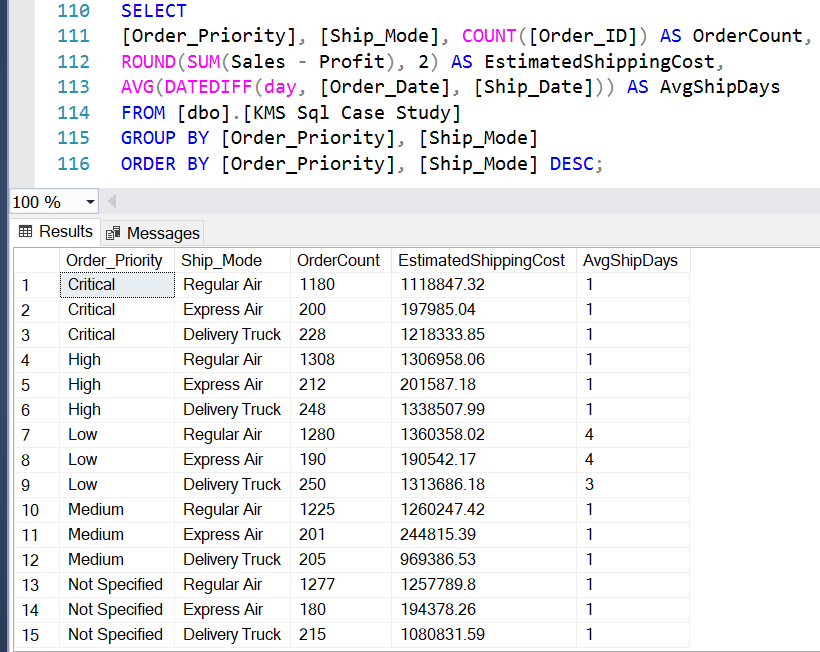 110 SELECT
111 [Order_Priority], [Ship_Mode], COUNT([Order_ID]) AS OrderCount,
112 ROUND(SUM(Sales - Profit), 2) AS EstimatedShippingCost,
113 AVG(DATEDIFF(day, [Order_Date], [Ship_Date])) AS AvgShipDays
114 FROM [dbo].[KMS Sql Case Study]
115 GROUP BY [Order_Priority], [Ship_Mode]
116 ORDER BY [Order_Priority], [Ship_Mode] DESC;
100 %
Results Messages
Order_Priority Ship_Mode OrderCount EstimatedShippingCost AvgShipDays
1 Critical Regular Air 1180 1118847.32 1
2 Critical Express Air 200 197985.04 1
3 Critical Delivery Truck 228 1218333.85 1
4 High Regular Air 1308 1306958.06 1
5 High Express Air 212 201587.18 1
6 High Delivery Truck 248 1338507.99 1
7 Low Regular Air 1280 1360358.02 4
8 Low Express Air 190 190542.17 4
9 Low Delivery Truck 250 1313686.18 3
10 Medium Regular Air 1225 1260247.42 1
11 Medium Express Air 201 244815.39 1
12 Medium Delivery Truck 205 969386.53 1
13 Not Specified Regular Air 1277 1257789.8 1
14 Not Specified Express Air 180 194378.26 1
15 Not Specified Delivery Truck 215 1080831.59 1